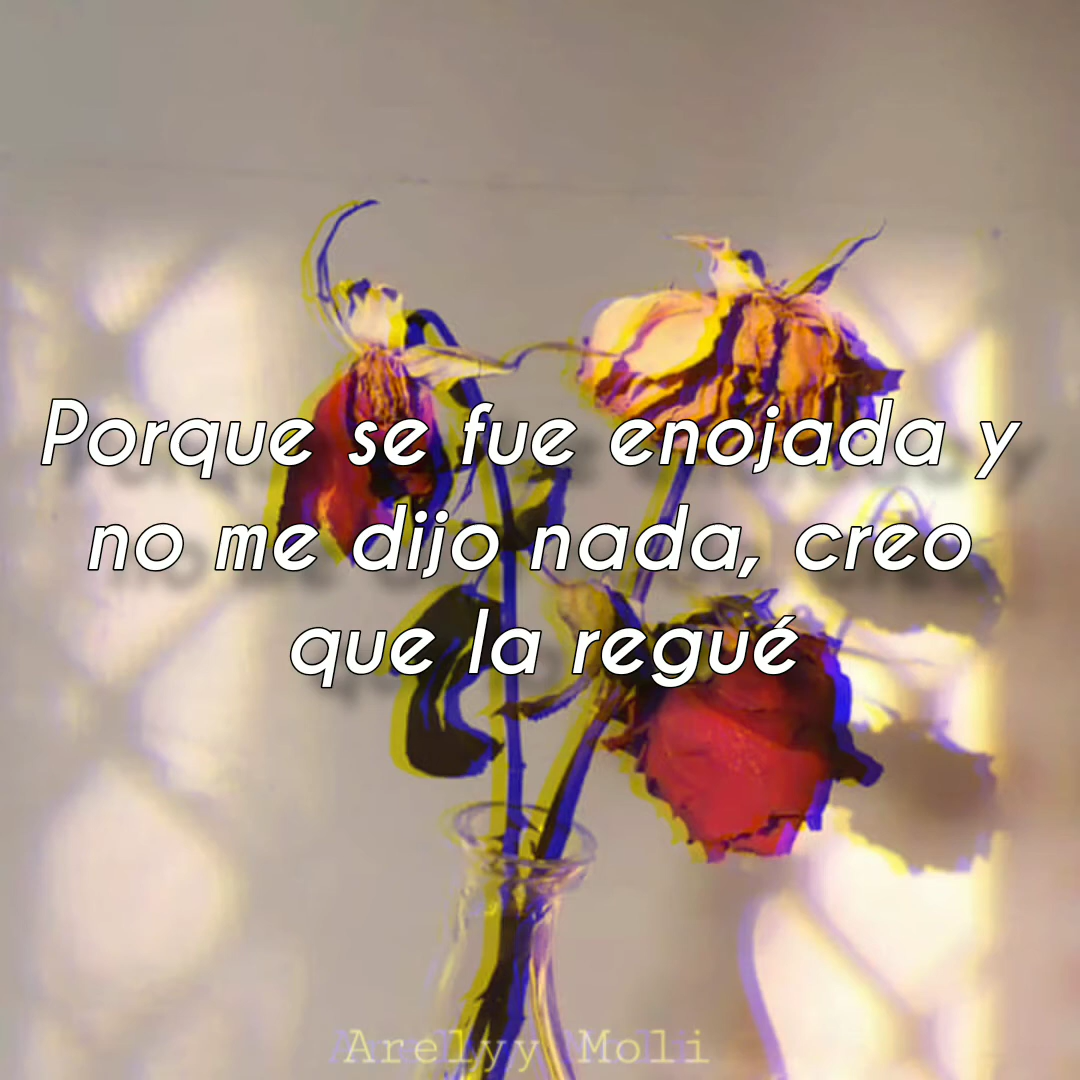 Porque se fue enojada y
no me dijo nada, creo
que la regué
Arelyy Moli